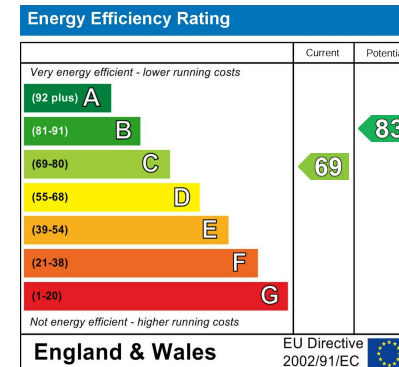 Energy Efficiency Rating
Current Potentia
Very energy efficient - lower running costs
(92 plus) A
(81-91) B
83
(69-80) C
69
(55-68) D
(39-54) E
(21-38) F
(1-20) G
Not energy efficient - higher running costs
England & Wales
EU Directive
2002/91/EC